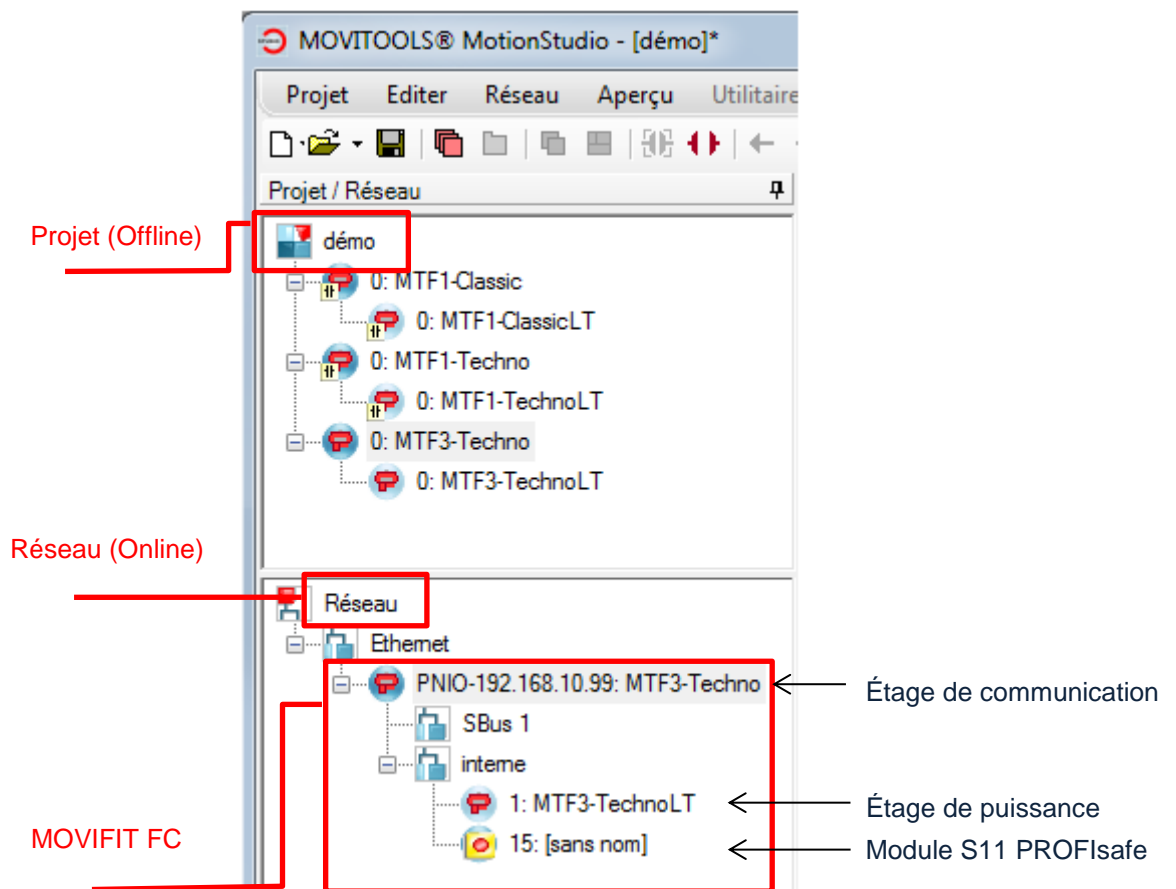 MOVITOOLS® MotionStudio - [démo]*
Projet Editer Réseau Aperçu Utilitaire
Projet / Réseau
Projet (Offline)
démo
0: MTF1-Classic
0: MTF1-ClassicLT
0: MTF1-Techno
0: MTF1-TechnoLT
0: MTF3-Techno
0: MTF3-TechnoLT
Réseau (Online)
Réseau
Ethernet
PNIO-192.168.10.99: MTF3-Techno
Étage de communication
SBus 1
interne
1: MTF3-TechnoLT
Étage de puissance
MOVIFIT FC
15: [sans nom]
Module S11 PROFIsafe